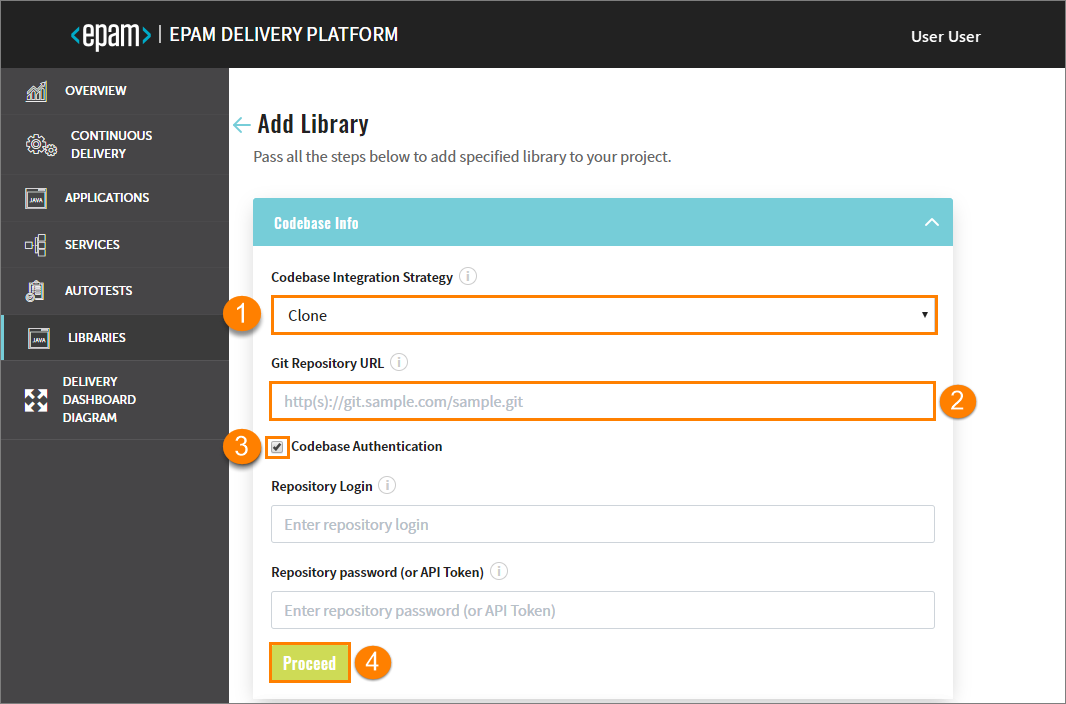 <epam> | EPAM DELIVERY PLATFORM
User User
OVERVIEW
CONTINUOUS
DELIVERY
JAVA
APPLICATIONS
SERVICES
AUTOTESTS
JAVA
LIBRARIES
DELIVERY
DASHBOARD
DIAGRAM
← Add Library
Pass all the steps below to add specified library to your project.
Codebase Info
Codebase Integration Strategy i
1
Clone
Git Repository URL i
http(s)://git.sample.com/sample.git
2
3
Codebase Authentication
Repository Login i
Enter repository login
Repository password (or API Token) i
Enter repository password (or API Token)
Proceed
4